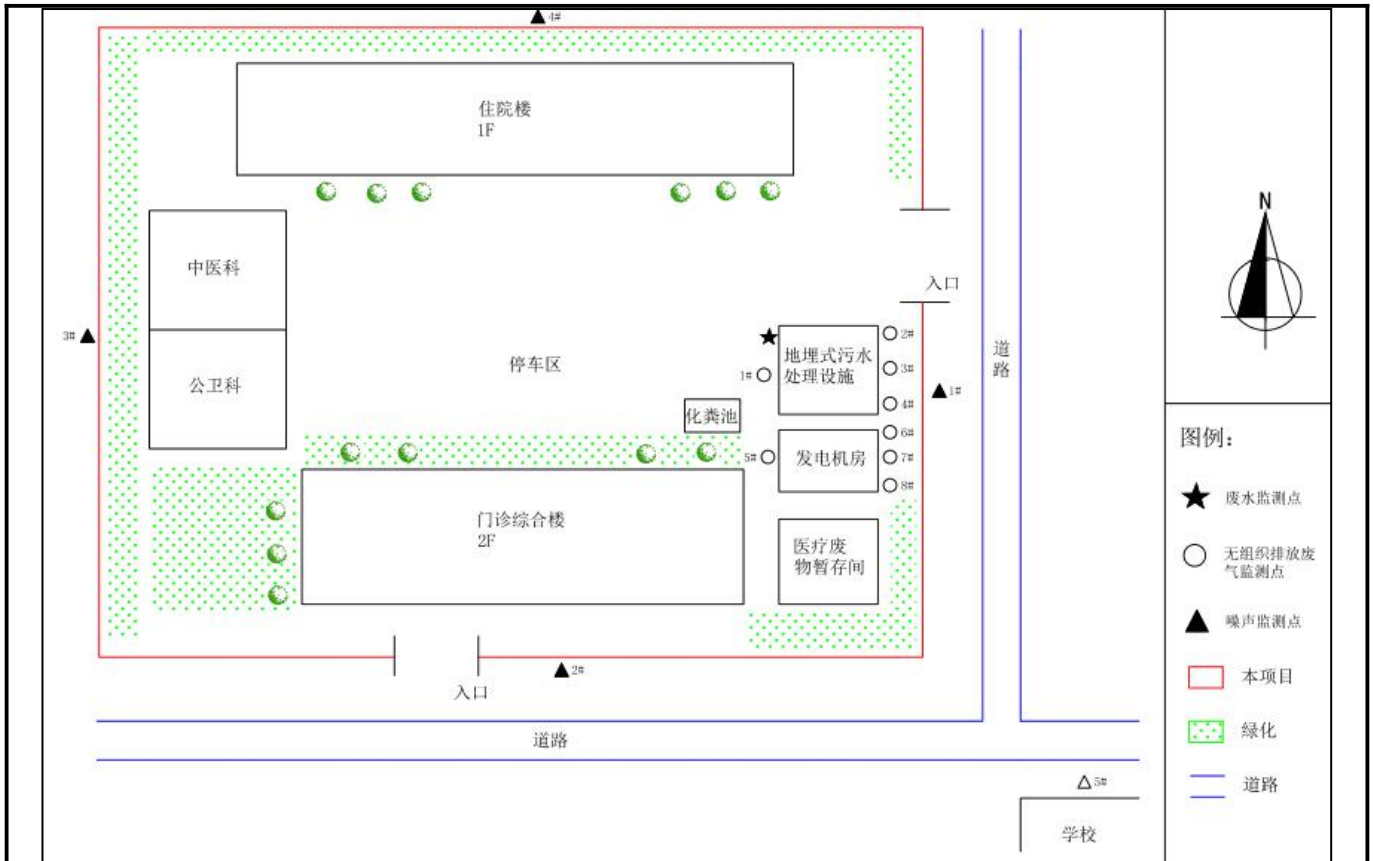 4#
住院楼
1F
N
中医科
入口
3#
2#
地埋式污水
处理设施
道
路
停车区
3#
1#
公卫科
1#
4#
化粪池
6#
5#
发电机房
7#
8#
图例：
废水监测点
门诊综合楼
2F
医疗废
物暂存间
无组织排放废
气监测点
噪声监测点
2#
本项目
入口
道路
绿化
5#
道路
学校